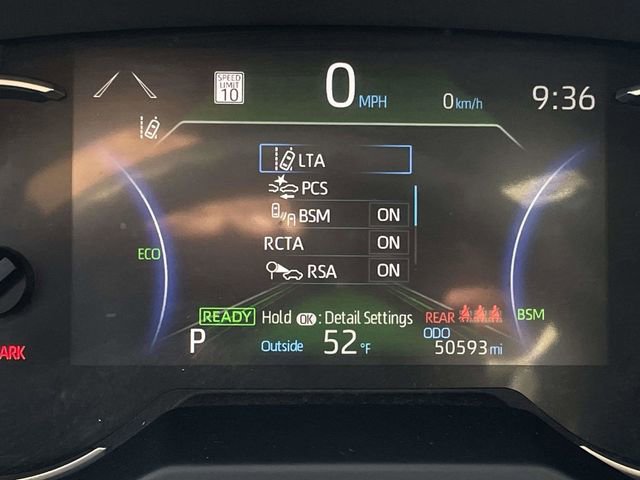 SPEED LIMIT 10
0 MPH
0 km/h
9:36
LTA
PCS
BSM ON
RCTA ON
RSA ON
ECO
BSM
READY Hold OK : Detail Settings
REAR
P
Outside 52 °F
ODO
50593 mi
PARK